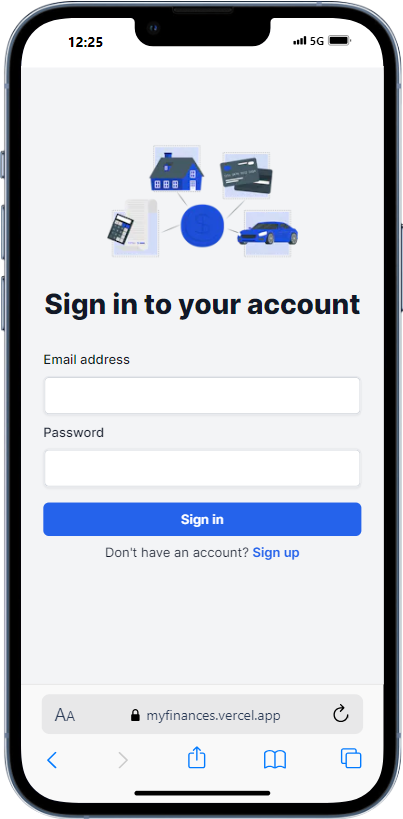 12:25
5G
Sign in to your account
Email address
Password
Sign in
Don't have an account? Sign up
AA
myfinances.vercel.app